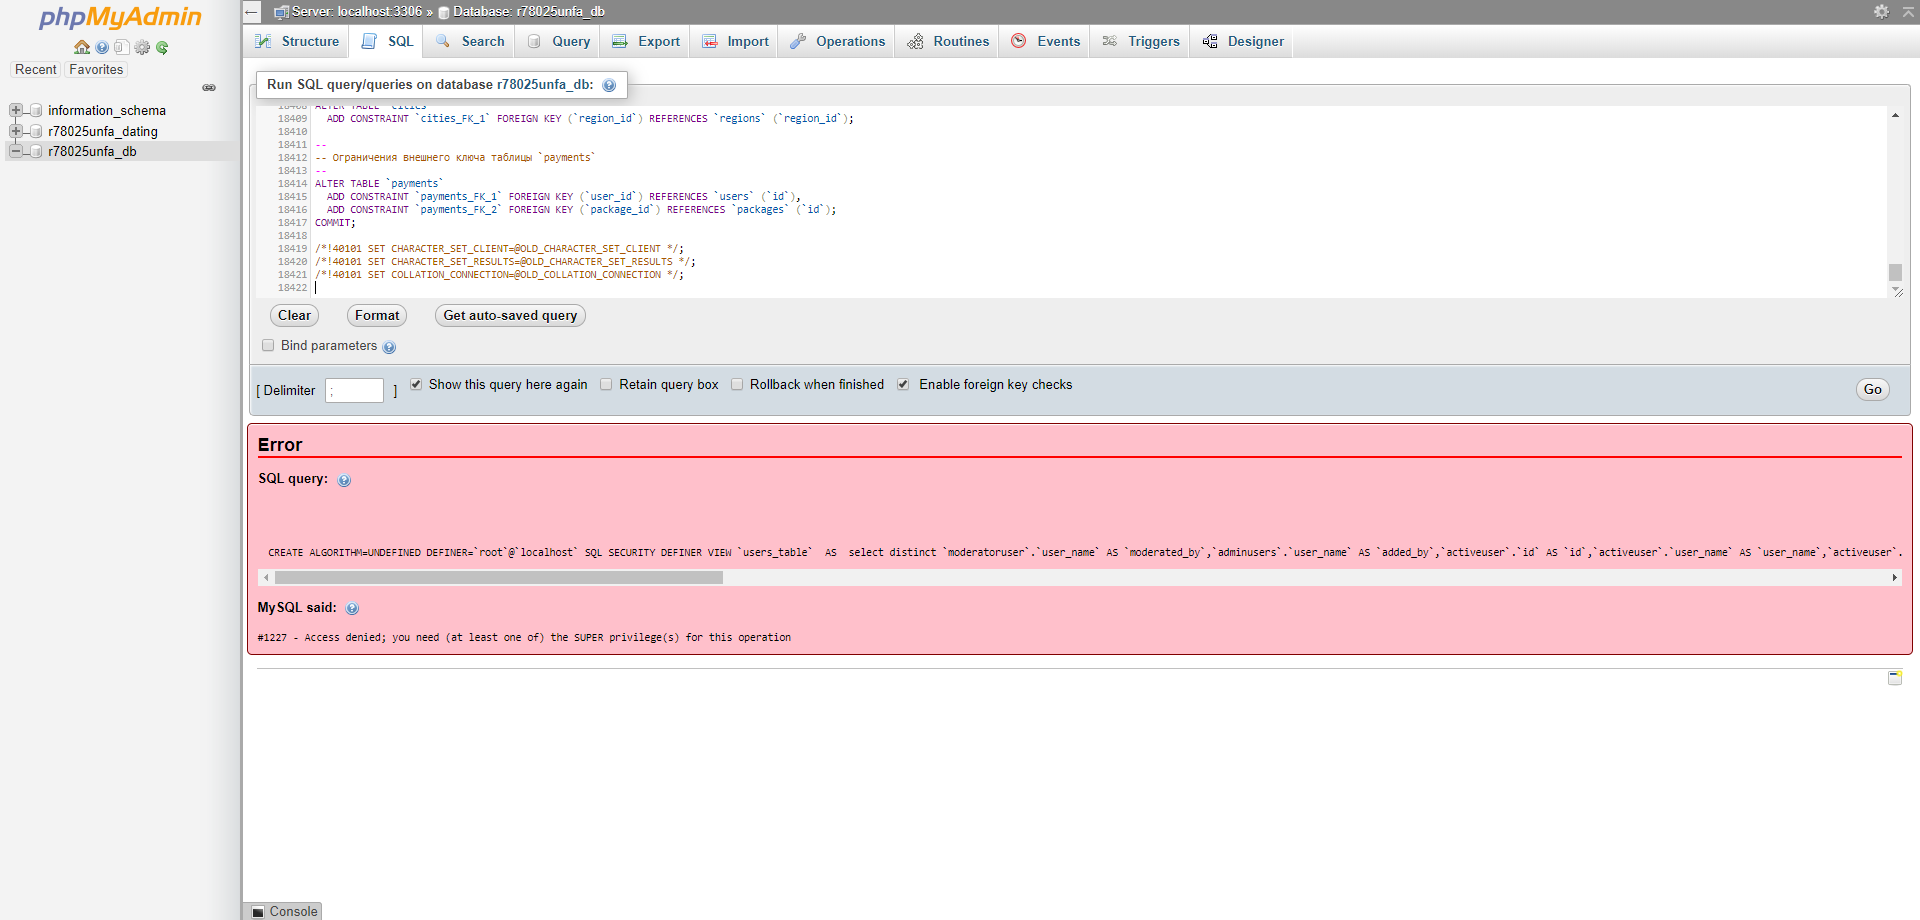 phpMyAdmin
Recent Favorites
information_schema
r78025unfa_dating
r78025unfa_db
Server: localhost:3306 » Database: r78025unfa_db
Structure SQL Search Query Export Import Operations Routines Events Triggers Designer
Run SQL query/queries on database r78025unfa_db:
18408 ALTER TABLE `cities`
18409 ADD CONSTRAINT `cities_FK_1` FOREIGN KEY (`region_id`) REFERENCES `regions` (`region_id`);
18410
18411 --
18412 -- Ограничения внешнего ключа таблицы `payments`
18413 --
18414 ALTER TABLE `payments`
18415 ADD CONSTRAINT `payments_FK_1` FOREIGN KEY (`user_id`) REFERENCES `users` (`id`),
18416 ADD CONSTRAINT `payments_FK_2` FOREIGN KEY (`package_id`) REFERENCES `packages` (`id`);
18417 COMMIT;
18418
18419 /*!40101 SET CHARACTER_SET_CLIENT=@OLD_CHARACTER_SET_CLIENT */;
18420 /*!40101 SET CHARACTER_SET_RESULTS=@OLD_CHARACTER_SET_RESULTS */;
18421 /*!40101 SET COLLATION_CONNECTION=@OLD_COLLATION_CONNECTION */;
18422
Clear Format Get auto-saved query
Bind parameters
[ Delimiter ; ] Show this query here again Retain query box Rollback when finished Enable foreign key checks Go
Error
SQL query:
CREATE ALGORITHM=UNDEFINED DEFINER=`root`@`localhost` SQL SECURITY DEFINER VIEW `users_table` AS select distinct `moderatoruser`.`user_name` AS `moderated_by`,`adminusers`.`user_name` AS `added_by`,`activeuser`.`id` AS `id`,`activeuser`.`user_name` AS `user_name`,`activeuser`.
MySQL said:
#1227 - Access denied; you need (at least one of) the SUPER privilege(s) for this operation
Console